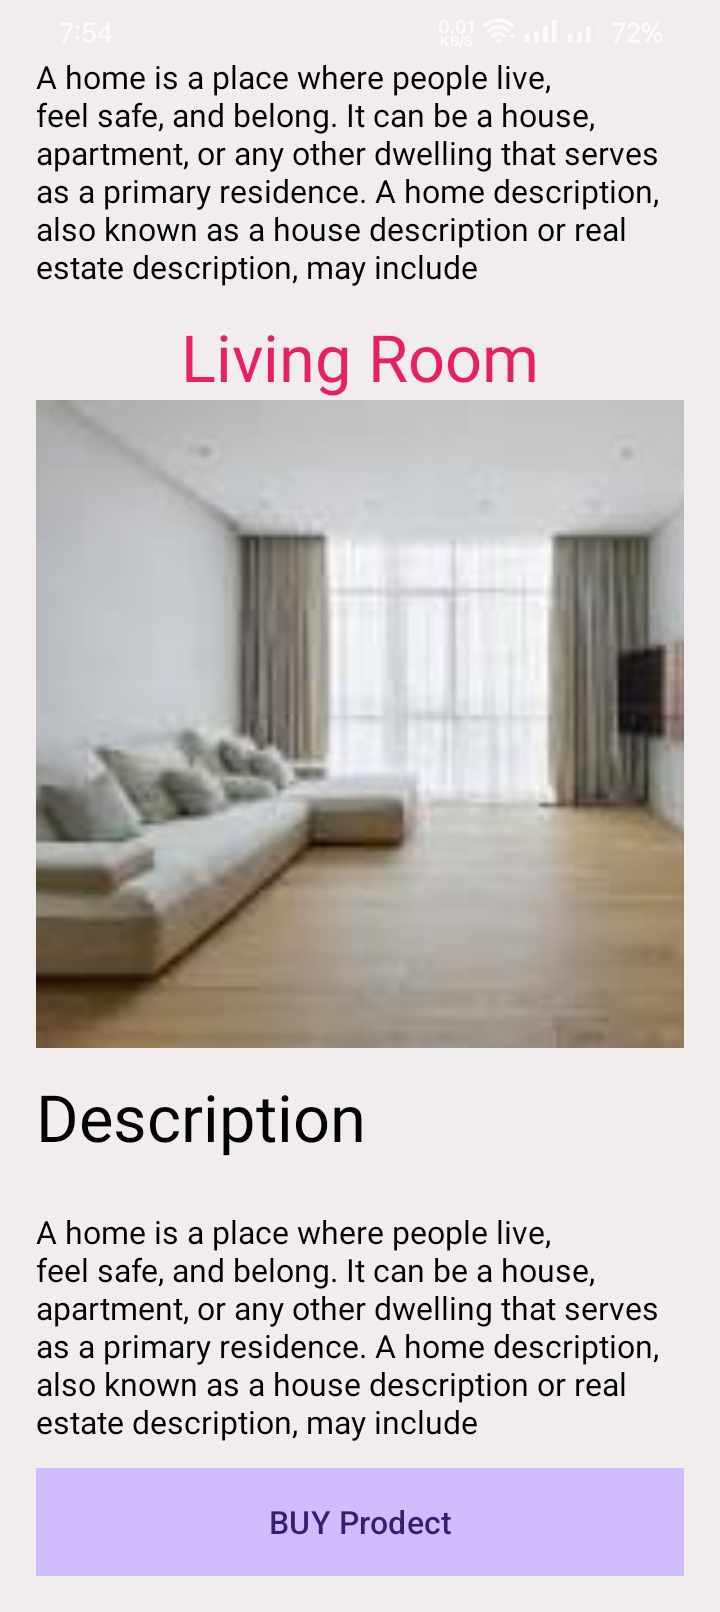 7:54 0.01 KB/S 72%
A home is a place where people live,
feel safe, and belong. It can be a house,
apartment, or any other dwelling that serves
as a primary residence. A home description,
also known as a house description or real
estate description, may include
Living Room
Description
A home is a place where people live,
feel safe, and belong. It can be a house,
apartment, or any other dwelling that serves
as a primary residence. A home description,
also known as a house description or real
estate description, may include
BUY Prodect